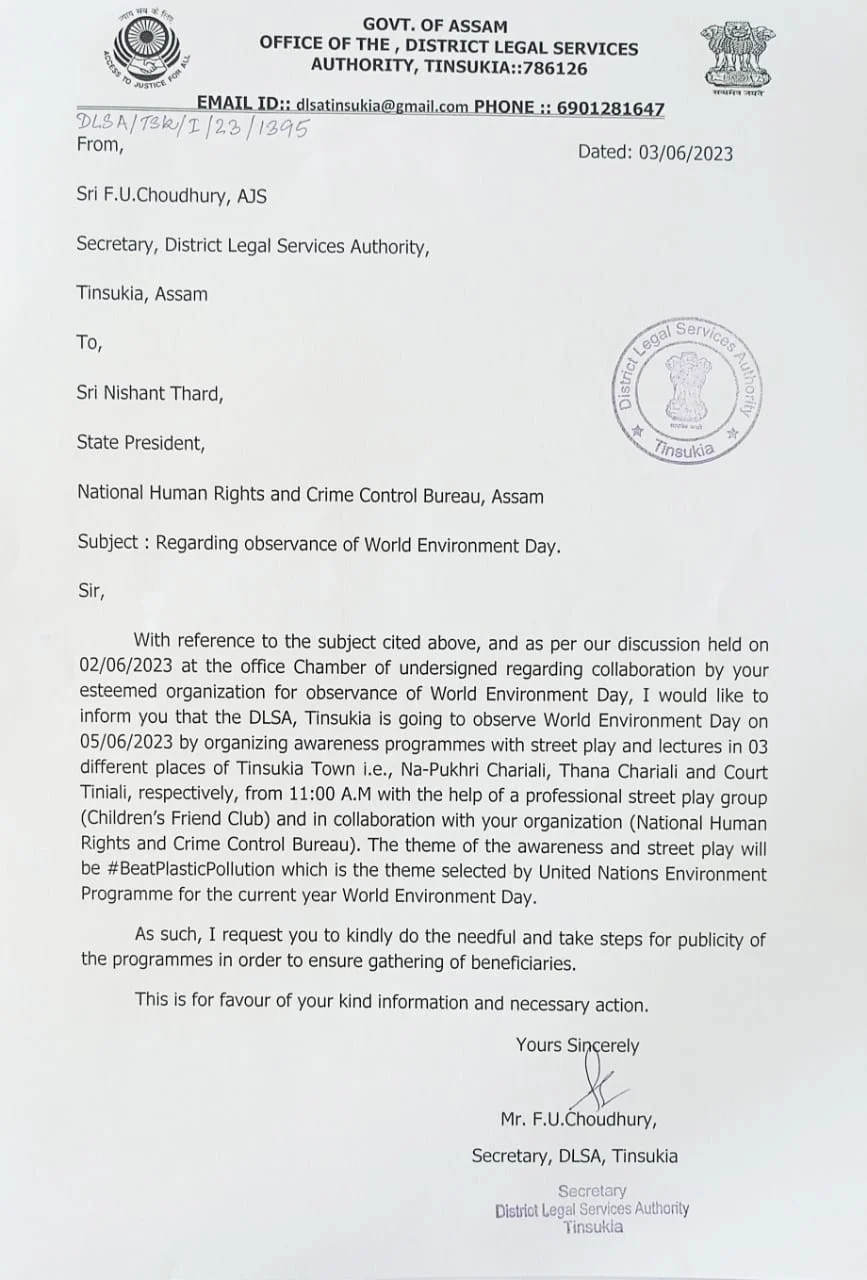 न्याय सब के लिए
ACCESS TO JUSTICE FOR ALL
GOVT. OF ASSAM
OFFICE OF THE , DISTRICT LEGAL SERVICES
AUTHORITY, TINSUKIA::786126
सत्यमेव जयते
EMAIL ID:: dlsatinsukia@gmail.com PHONE :: 6901281647
DLSA/TSK/I/23/1395
From,
Dated: 03/06/2023
Sri F.U.Choudhury, AJS
Secretary, District Legal Services Authority,
Tinsukia, Assam
To,
Sri Nishant Thard,
State President,
District Legal Services Authority
Tinsukia
National Human Rights and Crime Control Bureau, Assam
Subject : Regarding observance of World Environment Day.
Sir,
With reference to the subject cited above, and as per our discussion held on
02/06/2023 at the office Chamber of undersigned regarding collaboration by your
esteemed organization for observance of World Environment Day, I would like to
inform you that the DLSA, Tinsukia is going to observe World Environment Day on
05/06/2023 by organizing awareness programmes with street play and lectures in 03
different places of Tinsukia Town i.e., Na-Pukhri Chariali, Thana Chariali and Court
Tiniali, respectively, from 11:00 A.M with the help of a professional street play group
(Children's Friend Club) and in collaboration with your organization (National Human
Rights and Crime Control Bureau). The theme of the awareness and street play will
be #BeatPlasticPollution which is the theme selected by United Nations Environment
Programme for the current year World Environment Day.
As such, I request you to kindly do the needful and take steps for publicity of
the programmes in order to ensure gathering of beneficiaries.
This is for favour of your kind information and necessary action.
Yours Sincerely
Mr. F.U.Choudhury,
Secretary, DLSA, Tinsukia
Secretary
District Legal Services Authority
Tinsukia